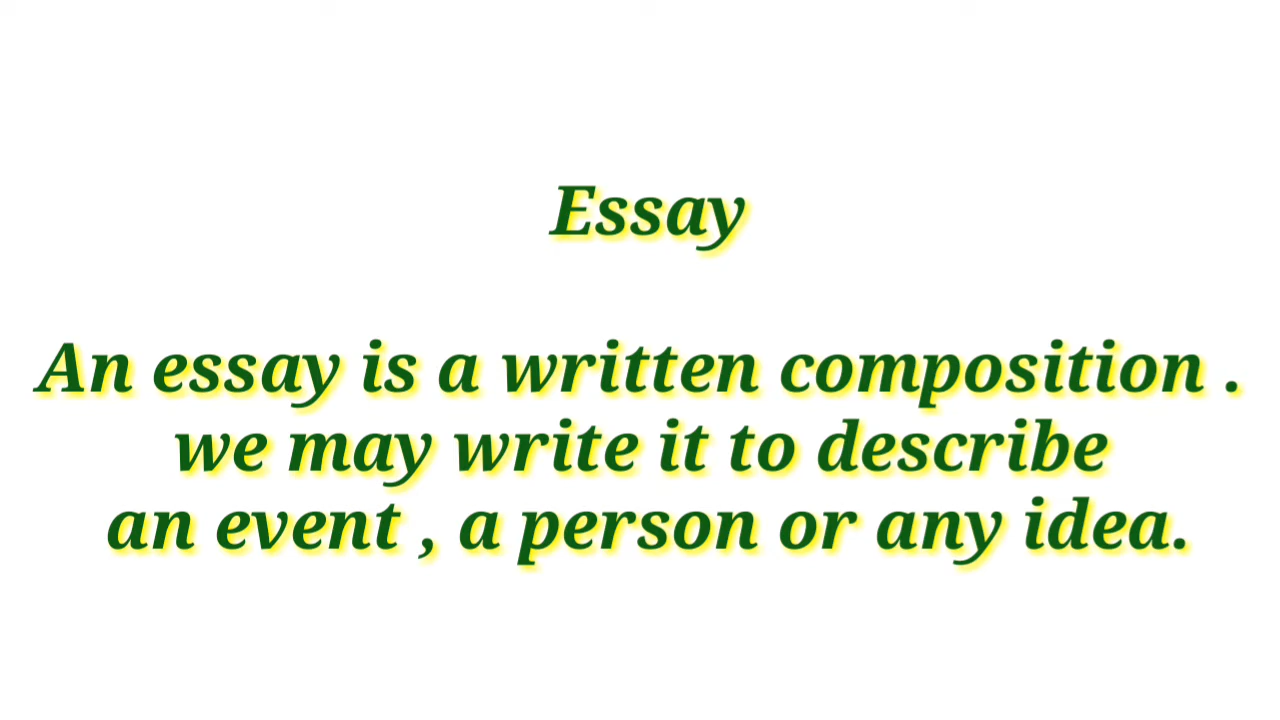 Essay
An essay is a written composition .
we may write it to describe
an event , a person or any idea.